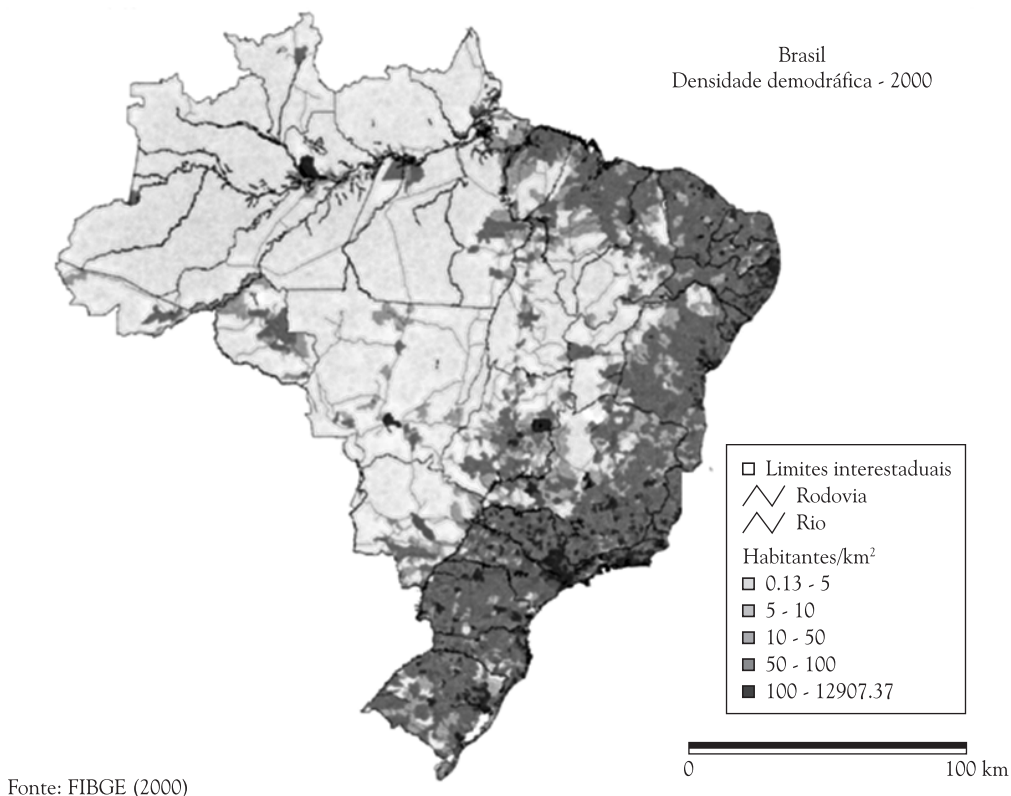 Brasil
Densidade demodráfica - 2000
Limites interestaduais
Rodovia
Rio
Habitantes/km²
0.13 - 5
5 - 10
10 - 50
50 - 100
100 - 12907.37
0 100 km
Fonte: FIBGE (2000)